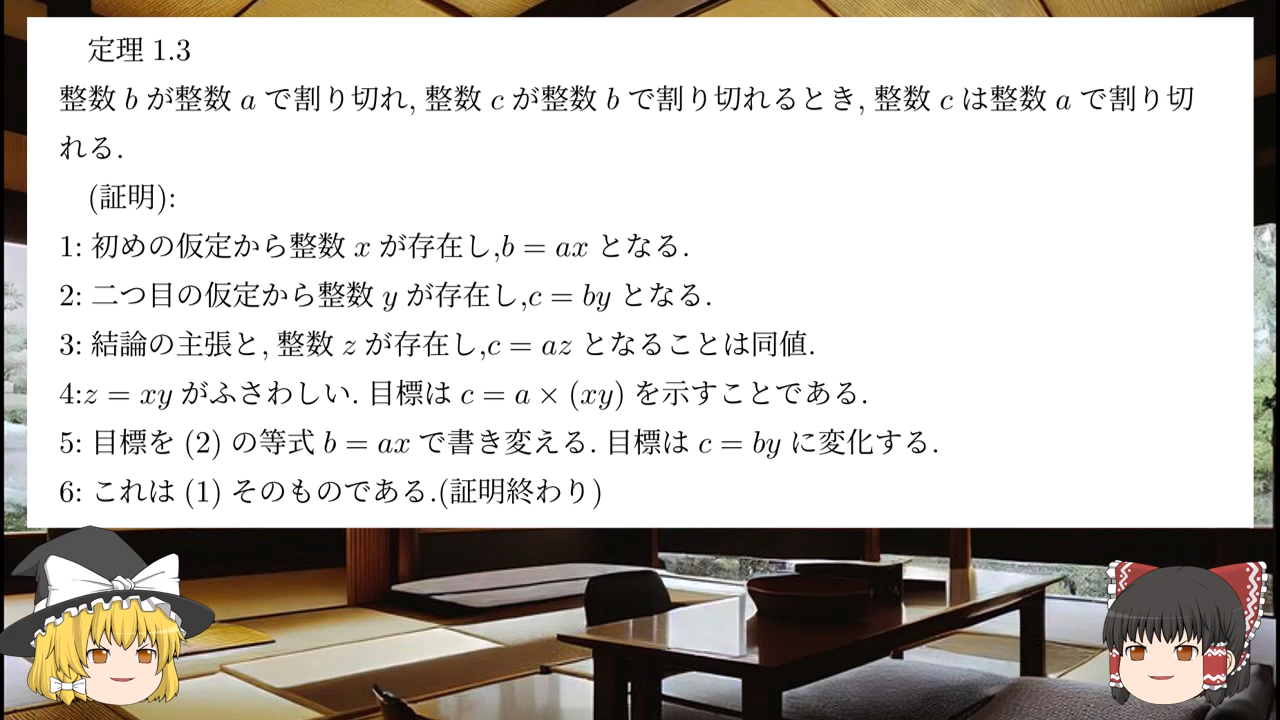 定理 1.3
整数 b が整数 a で割り切れ, 整数 c が整数 b で割り切れるとき, 整数 c は整数 a で割り切
れる.
(証明):
1: 初めの仮定から整数 x が存在し,b = ax となる.
2: 二つ目の仮定から整数 y が存在し,c = by となる.
3: 結論の主張と, 整数 z が存在し,c = az となることは同値.
4:z = xy がふさわしい. 目標は c = a × (xy) を示すことである.
5: 目標を (2) の等式 b = ax で書き変える. 目標は c = by に変化する.
6: これは (1) そのものである.(証明終わり)